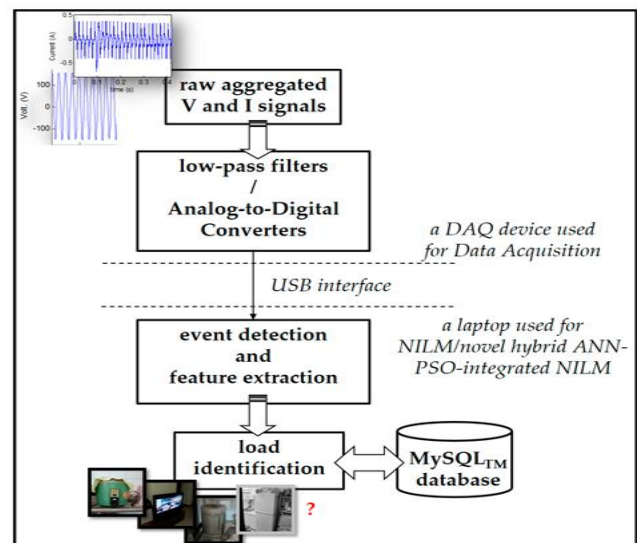 0.5
0
-0.5
Current (A)
0
0.1
0.2
0.3
0.4
time (s)
100
0
-100
Volt. (V)
raw aggregated
V and I signals
low-pass filters
/
Analog-to-Digital
Converters
a DAQ device used
for Data Acquisition
USB interface
event detection
and
feature extraction
a laptop used for
NILM/novel hybrid ANN-
PSO-integrated NILM
load
identification
MySQLTM
database
?